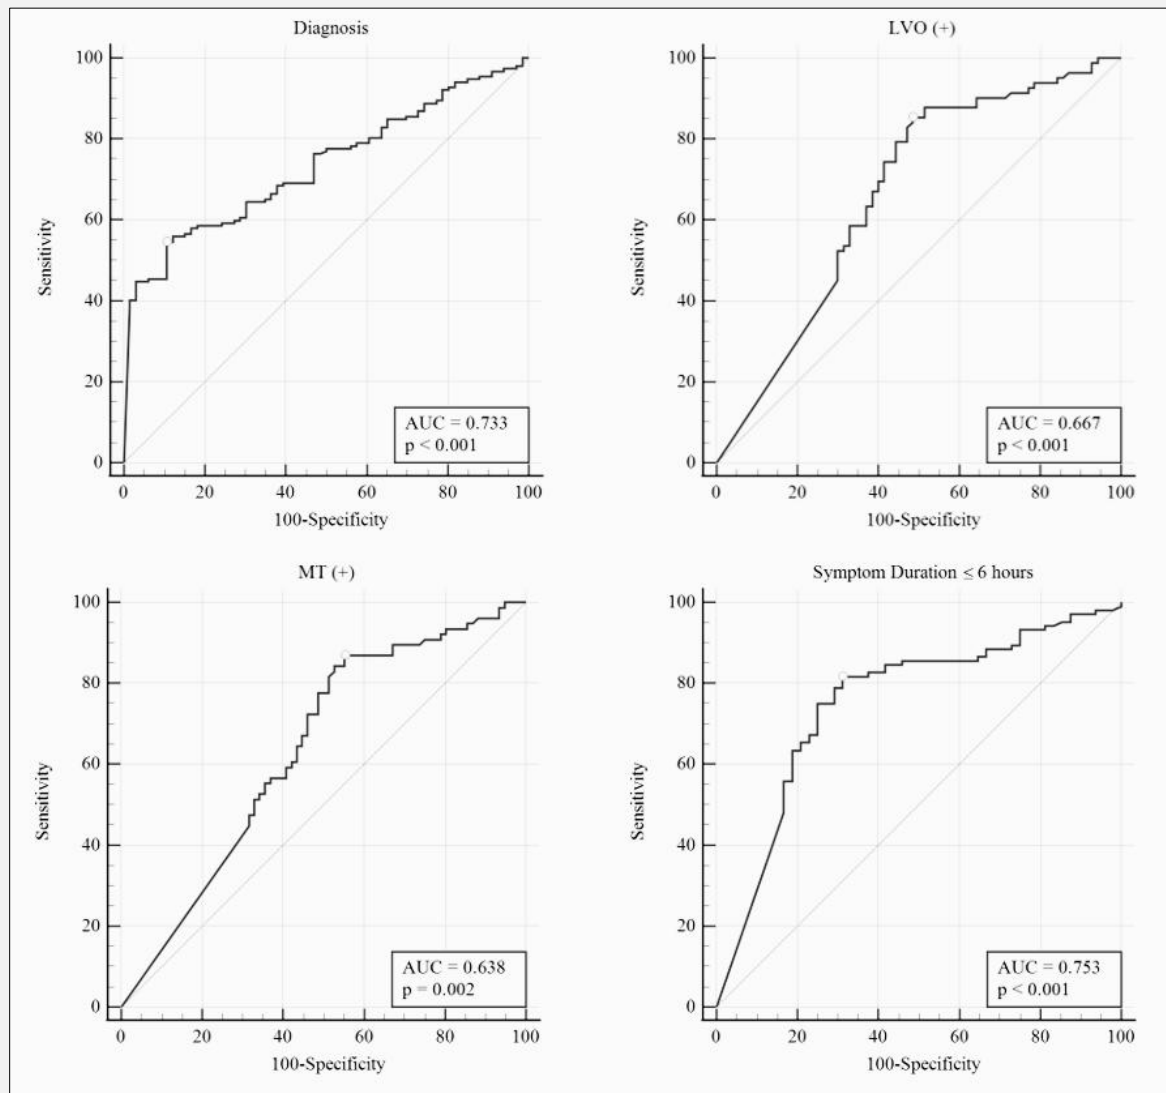 Diagnosis
100
80
60
40
20
0
Sensitivity
AUC = 0.733
p < 0.001
0 20 40 60 80 100
100-Specificity
LVO (+)
100
80
60
40
20
0
Sensitivity
AUC = 0.667
p < 0.001
0 20 40 60 80 100
100-Specificity
MT (+)
100
80
60
40
20
0
Sensitivity
AUC = 0.638
p = 0.002
0 20 40 60 80 100
100-Specificity
Symptom Duration ≤ 6 hours
100
80
60
40
20
0
Sensitivity
AUC = 0.753
p < 0.001
0 20 40 60 80 100
100-Specificity